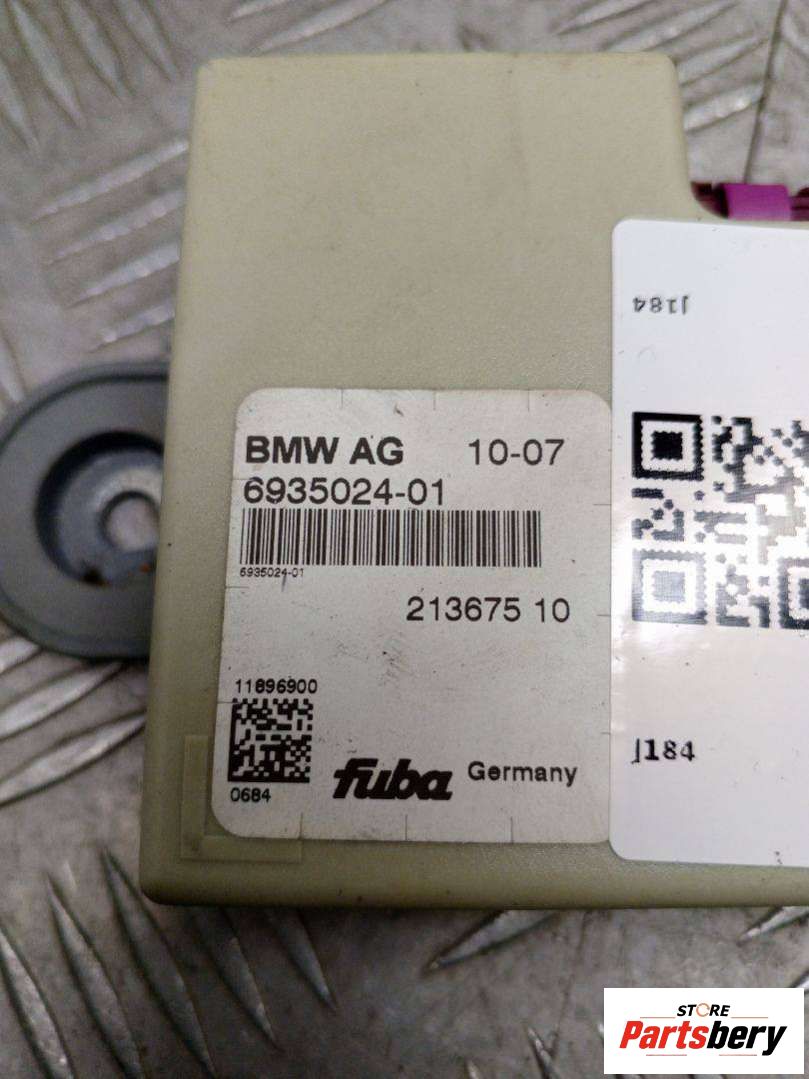 J184
BMW AG 10-07
6935024-01
6935024-01
213675 10
11896900
0684
fuba Germany
J184
STORE
Partsbery